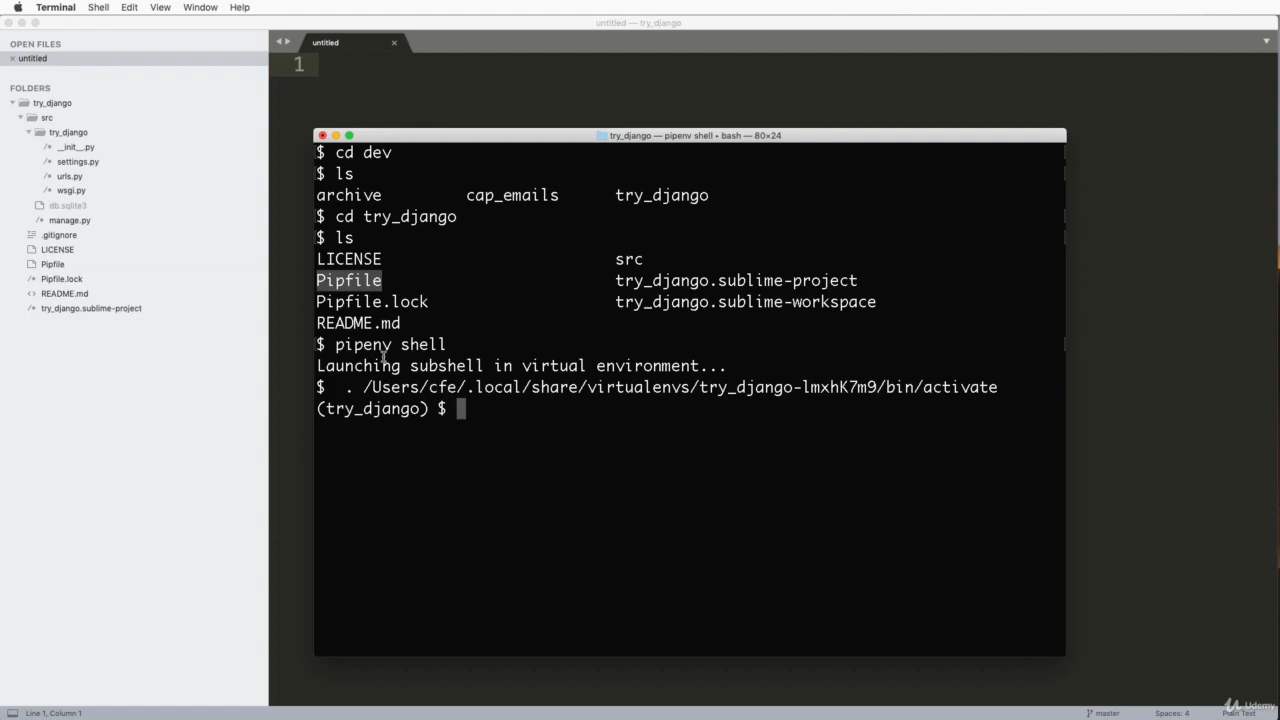 Terminal Shell Edit View Window Help
untitled — try_django
OPEN FILES
untitled
FOLDERS
try_django
src
try_django
__init__.py
settings.py
urls.py
wsgi.py
db.sqlite3
manage.py
.gitignore
LICENSE
Pipfile
Pipfile.lock
README.md
try_django.sublime-project
untitled
1
try_django — pipenv shell • bash — 80×24
$ cd dev
$ ls
archive cap_emails try_django
$ cd try_django
$ ls
LICENSE src
Pipfile try_django.sublime-project
Pipfile.lock try_django.sublime-workspace
README.md
$ pipenv shell
Launching subshell in virtual environment...
$ . /Users/cfe/.local/share/virtualenvs/try_django-lmxhK7m9/bin/activate
(try_django) $
Line 1, Column 1
master
Spaces: 4
Plain Text
Udemy